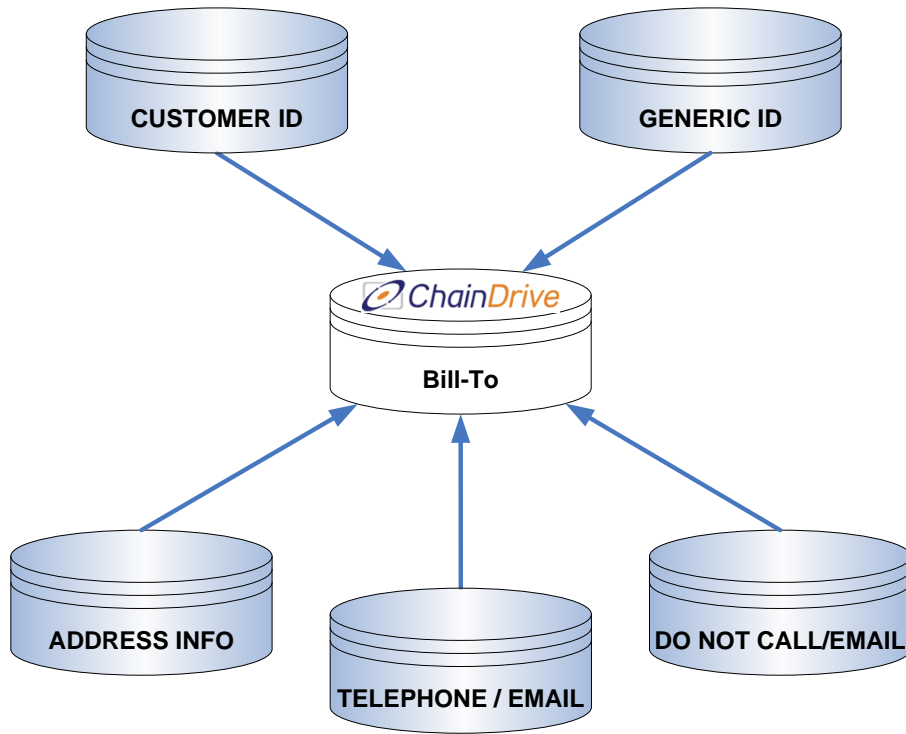 CUSTOMER ID
GENERIC ID
ChainDrive
Bill-To
ADDRESS INFO
DO NOT CALL/EMAIL
TELEPHONE / EMAIL